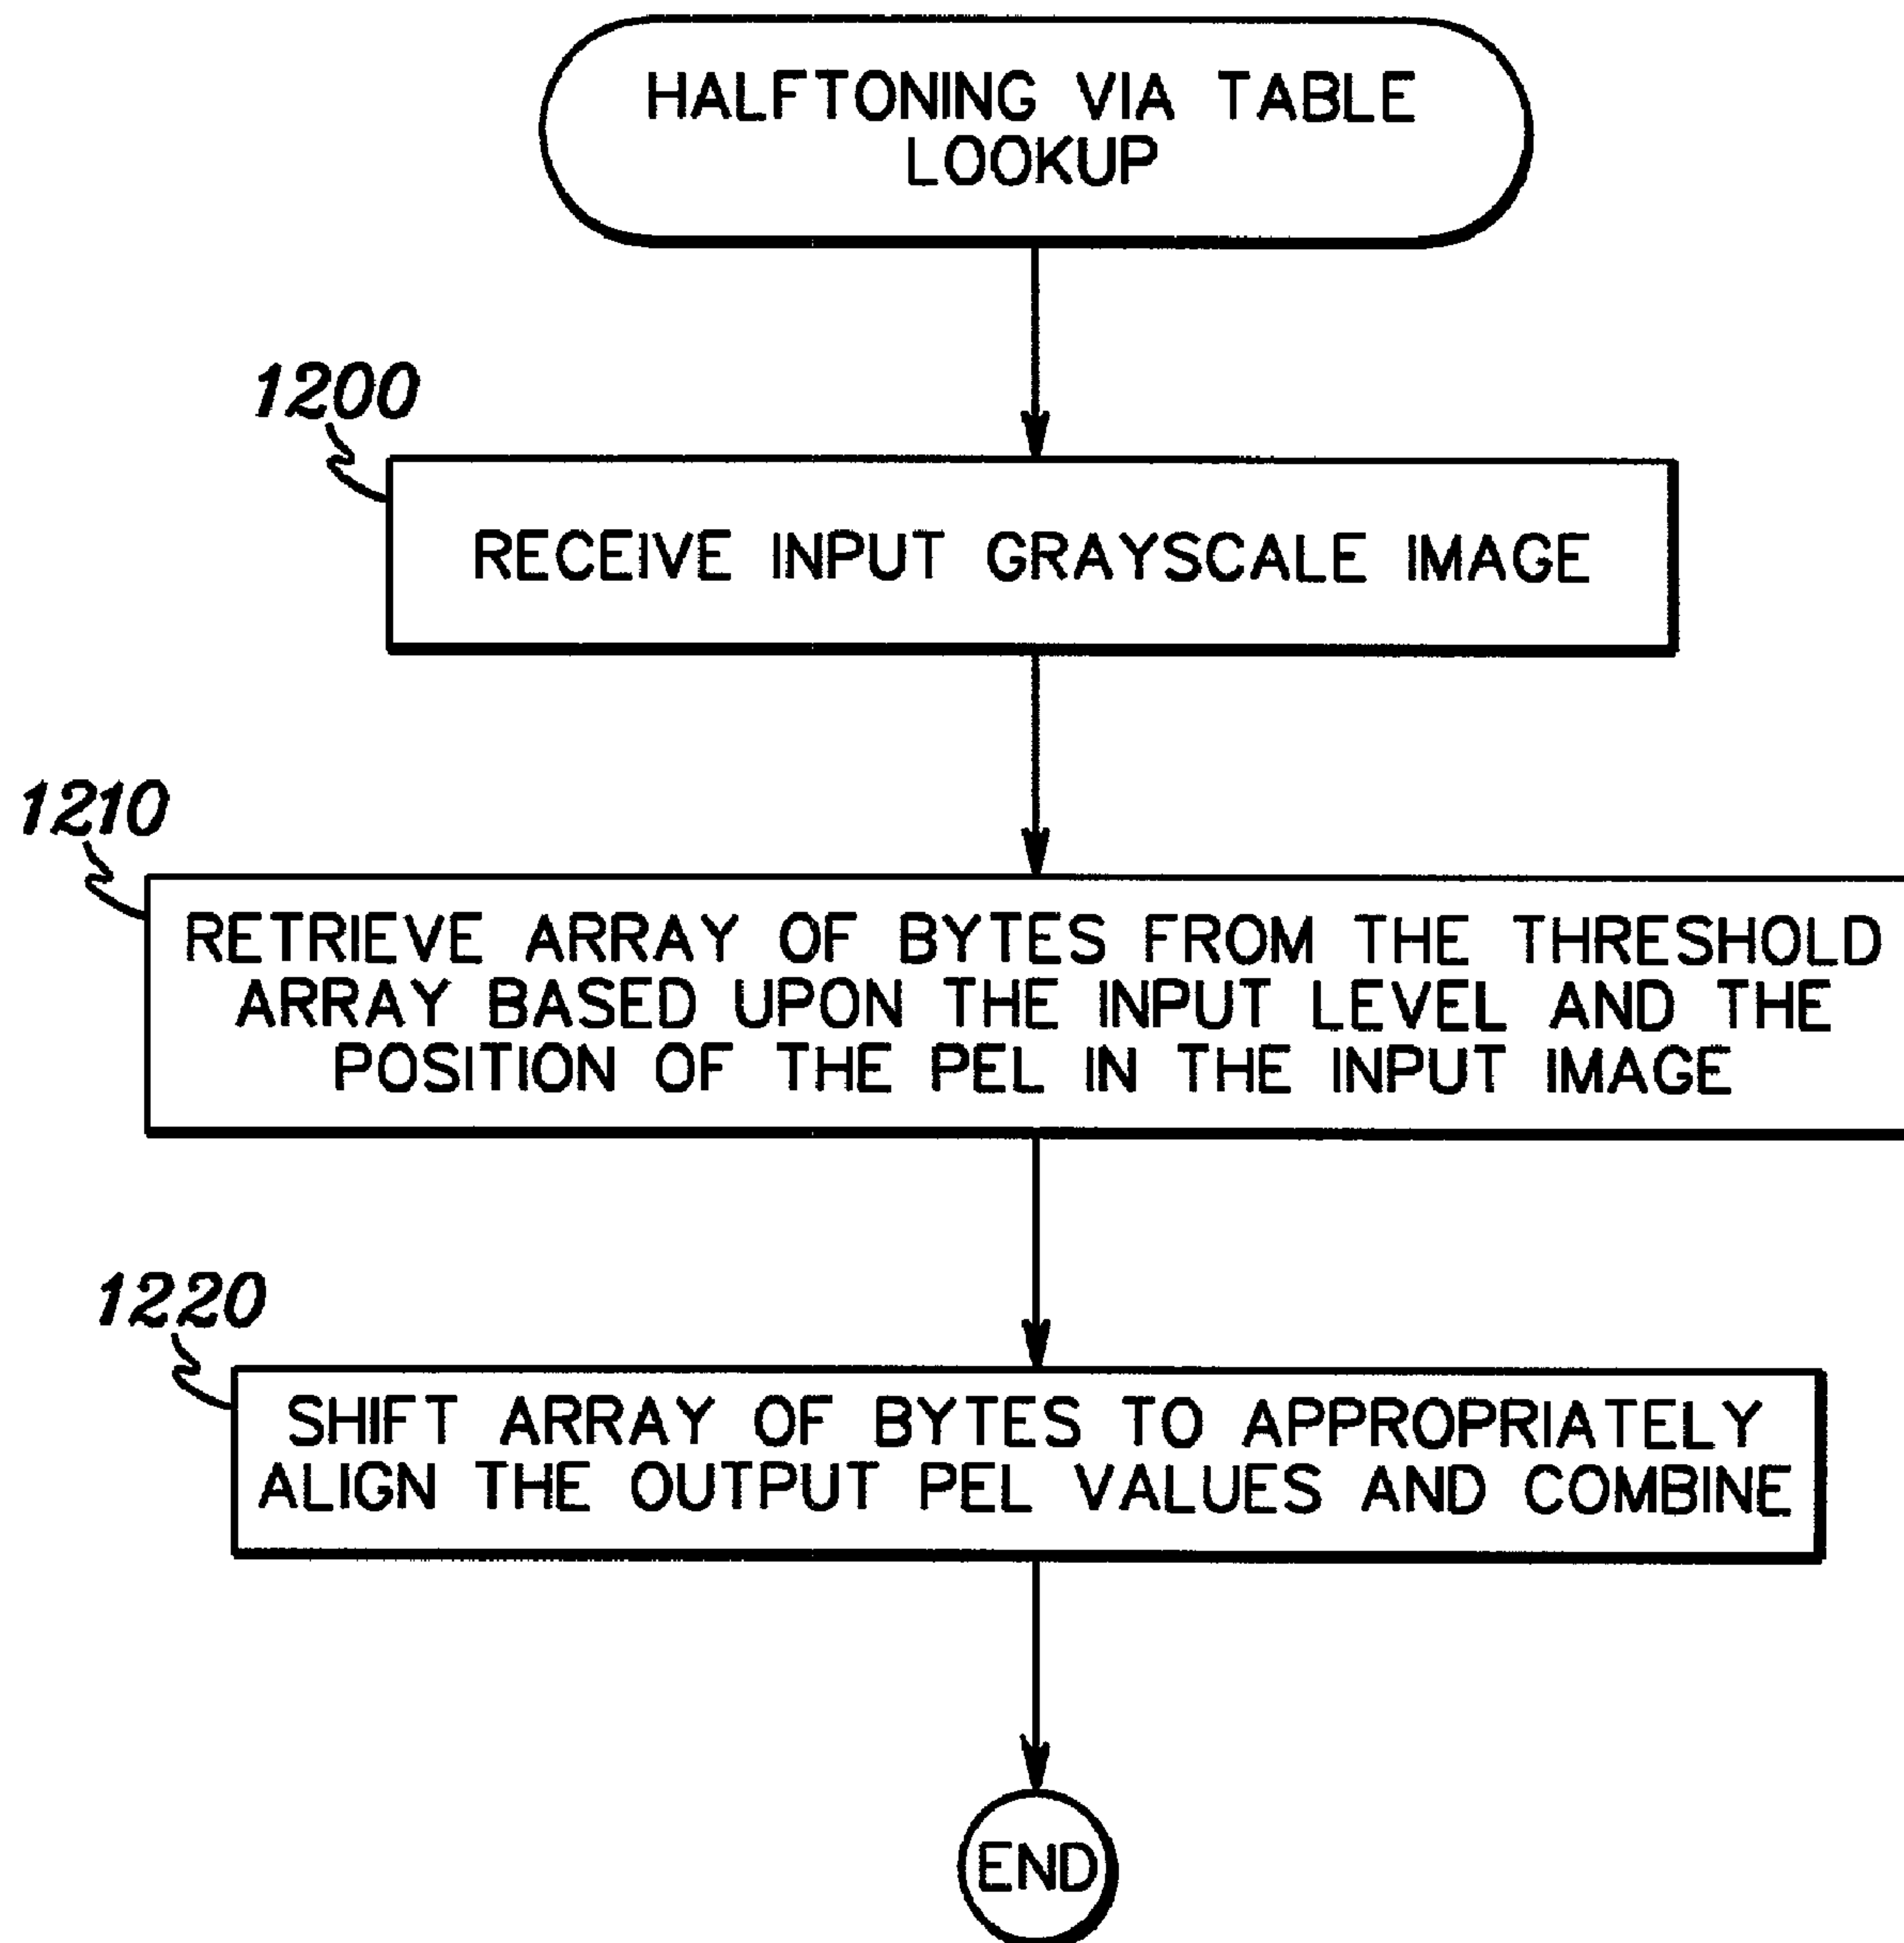 HALFTONING VIA TABLE
LOOKUP
1200
RECEIVE INPUT GRAYSCALE IMAGE
1210
RETRIEVE ARRAY OF BYTES FROM THE THRESHOLD
ARRAY BASED UPON THE INPUT LEVEL AND THE
POSITION OF THE PEL IN THE INPUT IMAGE
1220
SHIFT ARRAY OF BYTES TO APPROPRIATELY
ALIGN THE OUTPUT PEL VALUES AND COMBINE
END